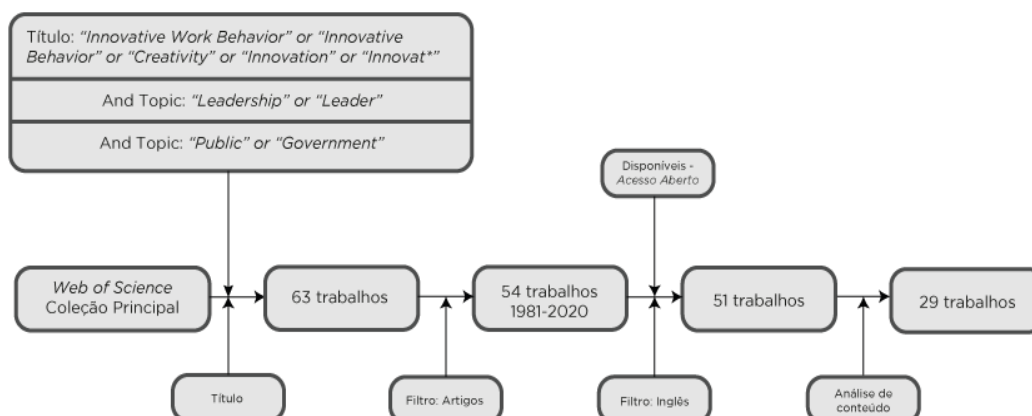 Título: “Innovative Work Behavior” or “Innovative
Behavior” or “Creativity” or “Innovation” or “Innovat*”
And Topic: “Leadership” or “Leader”
And Topic: “Public” or “Government”
Disponíveis -
Acesso Aberto
Web of Science
Coleção Principal
63 trabalhos
54 trabalhos
1981-2020
51 trabalhos
29 trabalhos
Título
Filtro: Artigos
Filtro: Inglês
Análise de
conteúdo